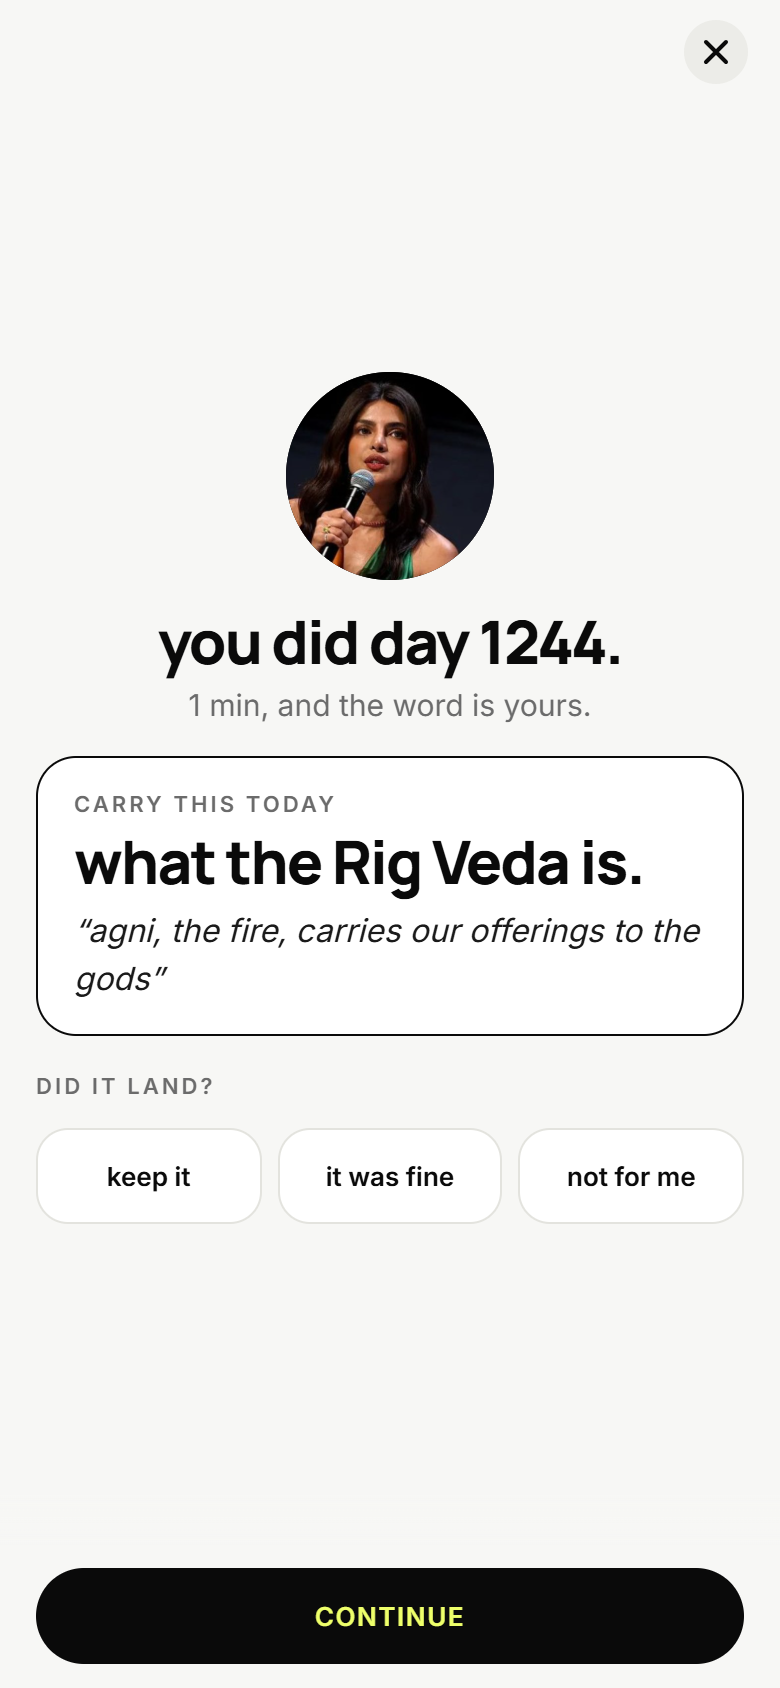 you did day 1244.
1 min, and the word is yours.
CARRY THIS TODAY
what the Rig Veda is.
“agni, the fire, carries our offerings to the
gods”
DID IT LAND?
keep it
it was fine
not for me
CONTINUE